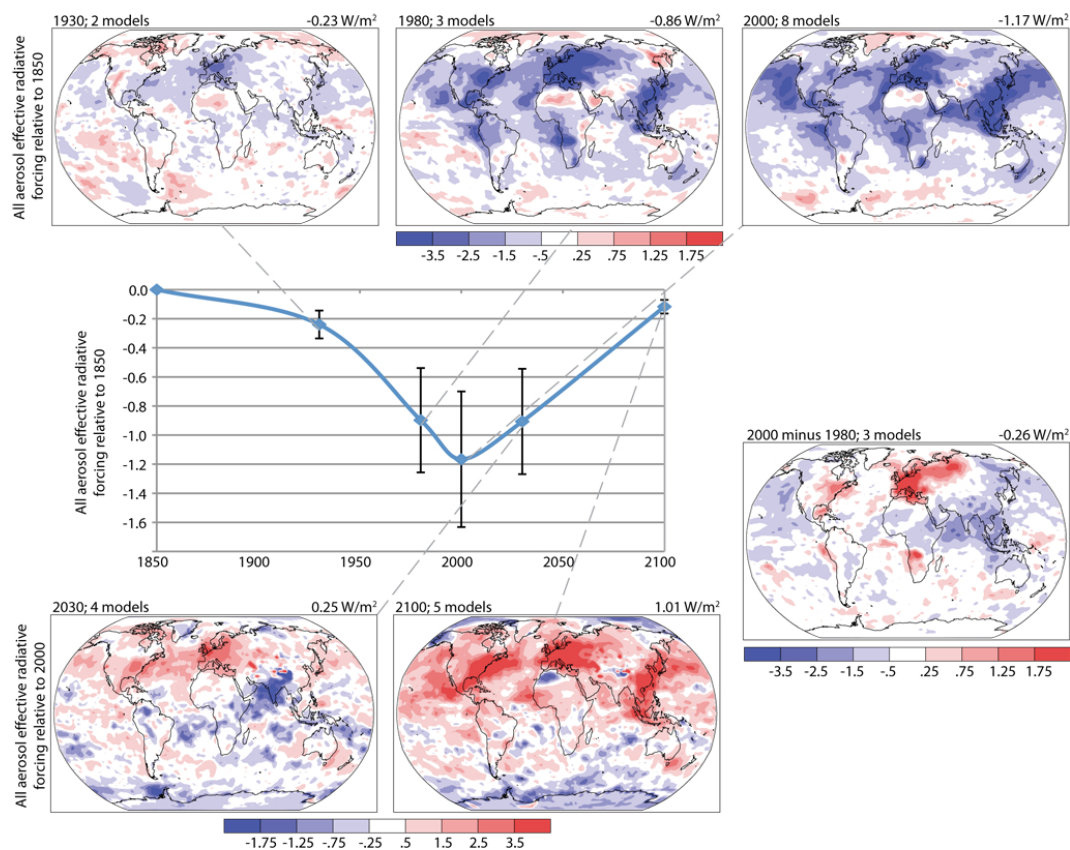 1930; 2 models -0.23 W/m²
1980; 3 models -0.86 W/m²
2000; 8 models -1.17 W/m²
All aerosol effective radiative
forcing relative to 1850
-3.5 -2.5 -1.5 -.5 .25 .75 1.25 1.75
All aerosol effective radiative
forcing relative to 1850
0.0
-0.2
-0.4
-0.6
-0.8
-1.0
-1.2
-1.4
-1.6
1850 1900 1950 2000 2050 2100
2000 minus 1980; 3 models -0.26 W/m²
-3.5 -2.5 -1.5 -.5 .25 .75 1.25 1.75
2030; 4 models 0.25 W/m²
2100; 5 models 1.01 W/m²
All aerosol effective radiative
forcing relative to 2000
-1.75 -1.25 -.75 -.25 .5 1.5 2.5 3.5